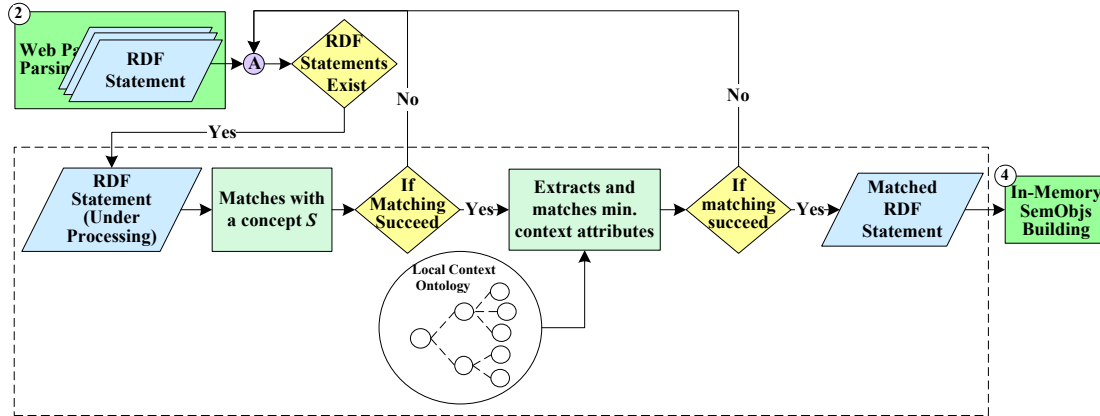 2
Web Pa
Parsin
RDF
Statement
A
RDF
Statements
Exist
No
No
Yes
RDF
Statement
(Under
Processing)
Matches with
a concept S
If
Matching
Succeed
Yes
Extracts and
matches min.
context attributes
If
matching
succeed
Yes
Matched
RDF
Statement
4
In-Memory
SemObjs
Building
Local Context
Ontology